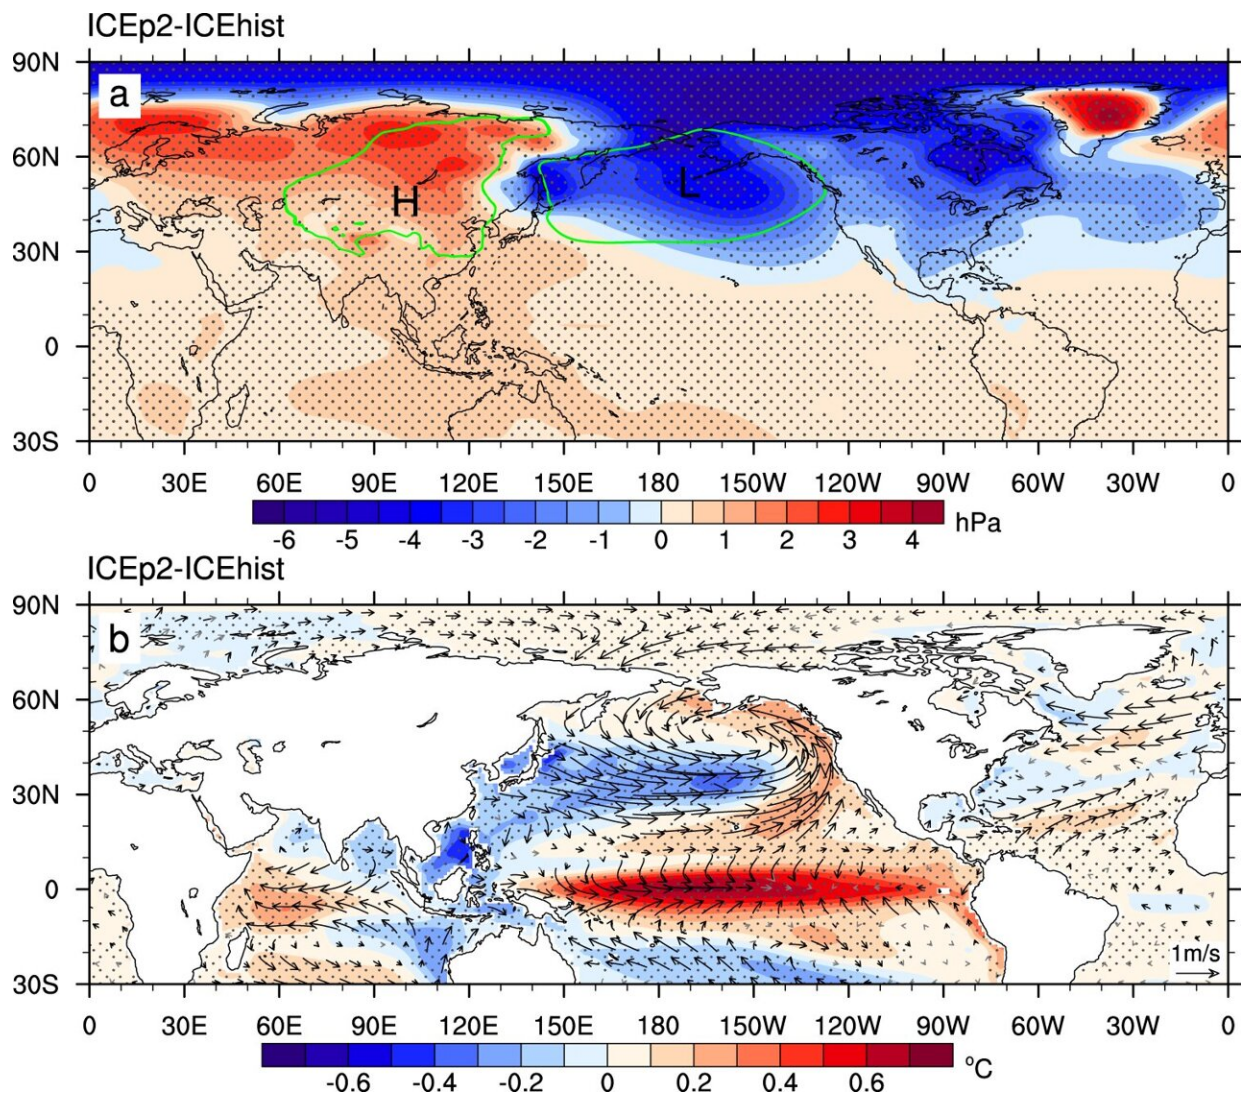 ICEp2-ICEhist
90N
a
60N
H
L
30N
0
30S
0 30E 60E 90E 120E 150E 180 150W 120W 90W 60W 30W 0
-6 -5 -4 -3 -2 -1 0 1 2 3 4 hPa
ICEp2-ICEhist
90N
b
60N
30N
0
1m/s
30S
0 30E 60E 90E 120E 150E 180 150W 120W 90W 60W 30W 0
-0.6 -0.4 -0.2 0 0.2 0.4 0.6 °C